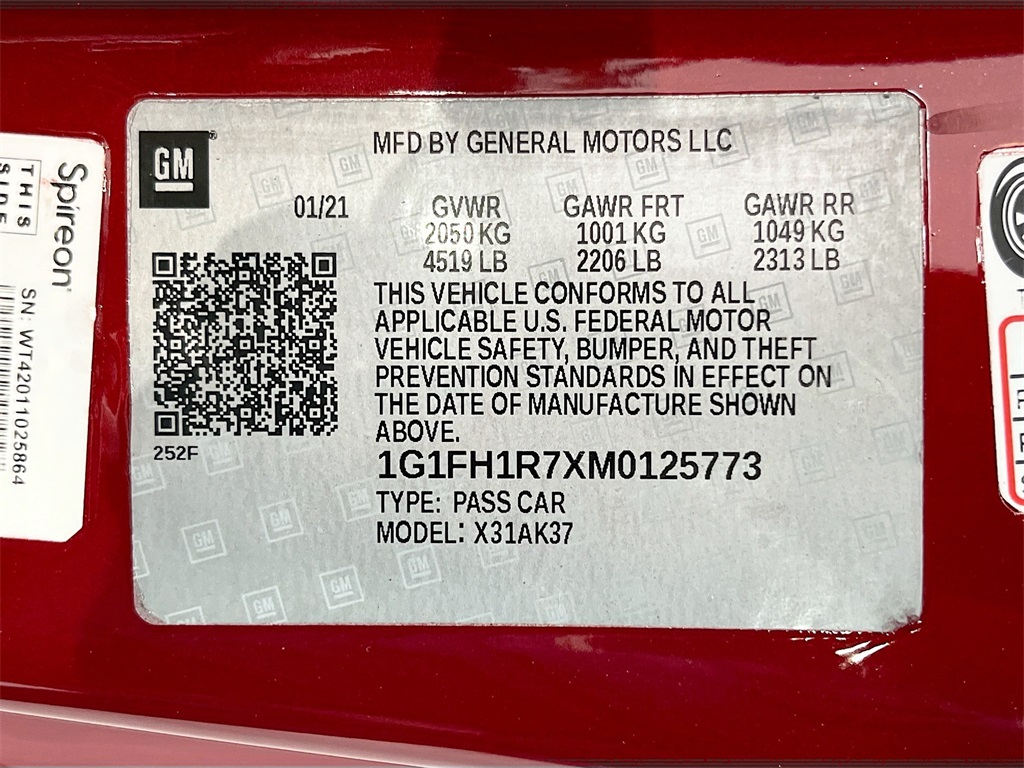 GM
MFD BY GENERAL MOTORS LLC
01/21
GVWR GAWR FRT GAWR RR
2050 KG 1001 KG 1049 KG
4519 LB 2206 LB 2313 LB
THIS VEHICLE CONFORMS TO ALL
APPLICABLE U.S. FEDERAL MOTOR
VEHICLE SAFETY, BUMPER, AND THEFT
PREVENTION STANDARDS IN EFFECT ON
THE DATE OF MANUFACTURE SHOWN
ABOVE.
252F
1G1FH1R7XM0125773
TYPE: PASS CAR
MODEL: X31AK37
Spireon
THIS
SIDE
SN: WT42011025864